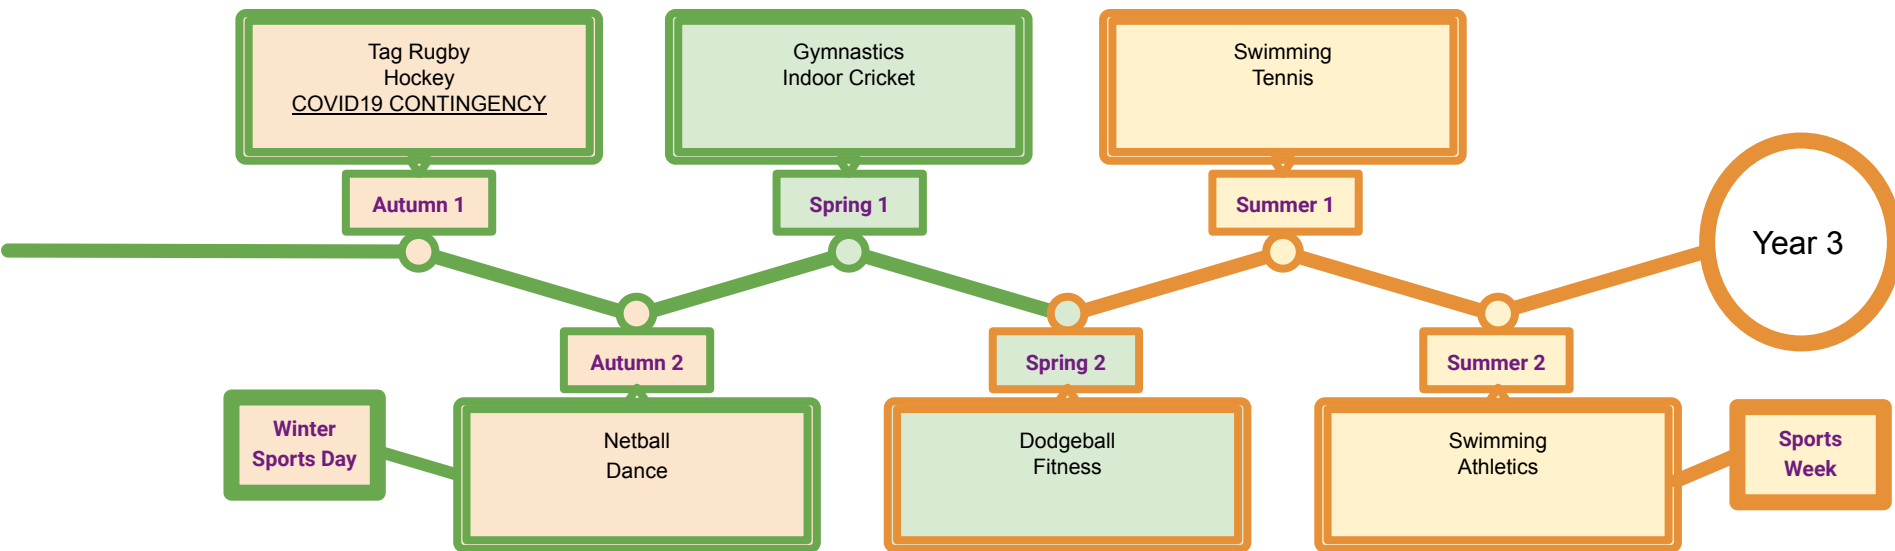 Tag Rugby
Hockey
COVID19 CONTINGENCY
Autumn 1
Gymnastics
Indoor Cricket
Spring 1
Swimming
Tennis
Summer 1
Year 3
Autumn 2
Netball
Dance
Winter
Sports Day
Spring 2
Dodgeball
Fitness
Summer 2
Swimming
Athletics
Sports
Week